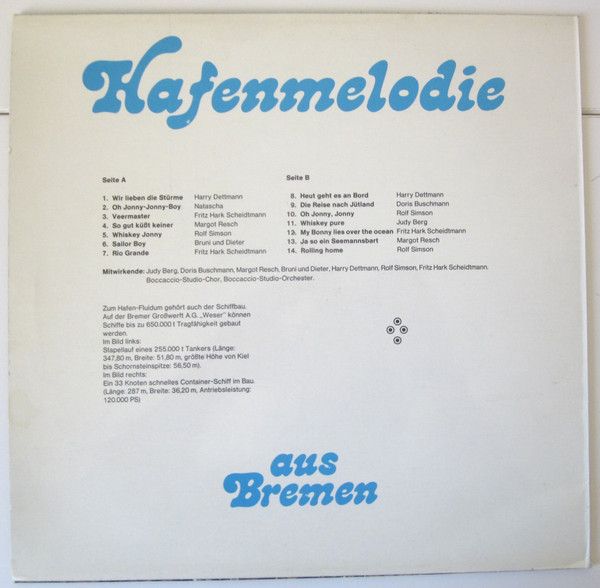 Hafenmelodie
Seite A
1. Wir lieben die Stürme Harry Dettmann
2. Oh Jonny-Jonny-Boy Natascha
3. Veermaster Fritz Hark Scheidtmann
4. So gut küßt keiner Margot Resch
5. Whiskey Jonny Rolf Simson
6. Sailor Boy Bruni und Dieter
7. Rio Grande Fritz Hark Scheidtmann
Seite B
8. Heut geht es an Bord Harry Dettmann
9. Die Reise nach Jütland Doris Buschmann
10. Oh Jonny, Jonny Rolf Simson
11. Whiskey pure Judy Berg
12. My Bonny lies over the ocean Fritz Hark Scheidtmann
13. Ja so ein Seemannsbart Margot Resch
14. Rolling home Rolf Simson
Mitwirkende: Judy Berg, Doris Buschmann, Margot Resch, Bruni und Dieter, Harry Dettmann, Rolf Simson, Fritz Hark Scheidtmann.
Boccaccio-Studio-Chor, Boccaccio-Studio-Orchester.
Zum Hafen-Fluidum gehört auch der Schiffbau.
Auf der Bremer Großwerft A.G. „Weser" können
Schiffe bis zu 650.000 t Tragfähigkeit gebaut
werden.
Im Bild links:
Stapellauf eines 255.000 t Tankers (Länge:
347,80 m, Breite: 51,80 m, größte Höhe von Kiel
bis Schornsteinspitze: 56,50 m).
Im Bild rechts:
Ein 33 Knoten schnelles Container-Schiff im Bau.
(Länge: 287 m, Breite: 36,20 m, Antriebsleistung:
120.000 PS)
aus
Bremen